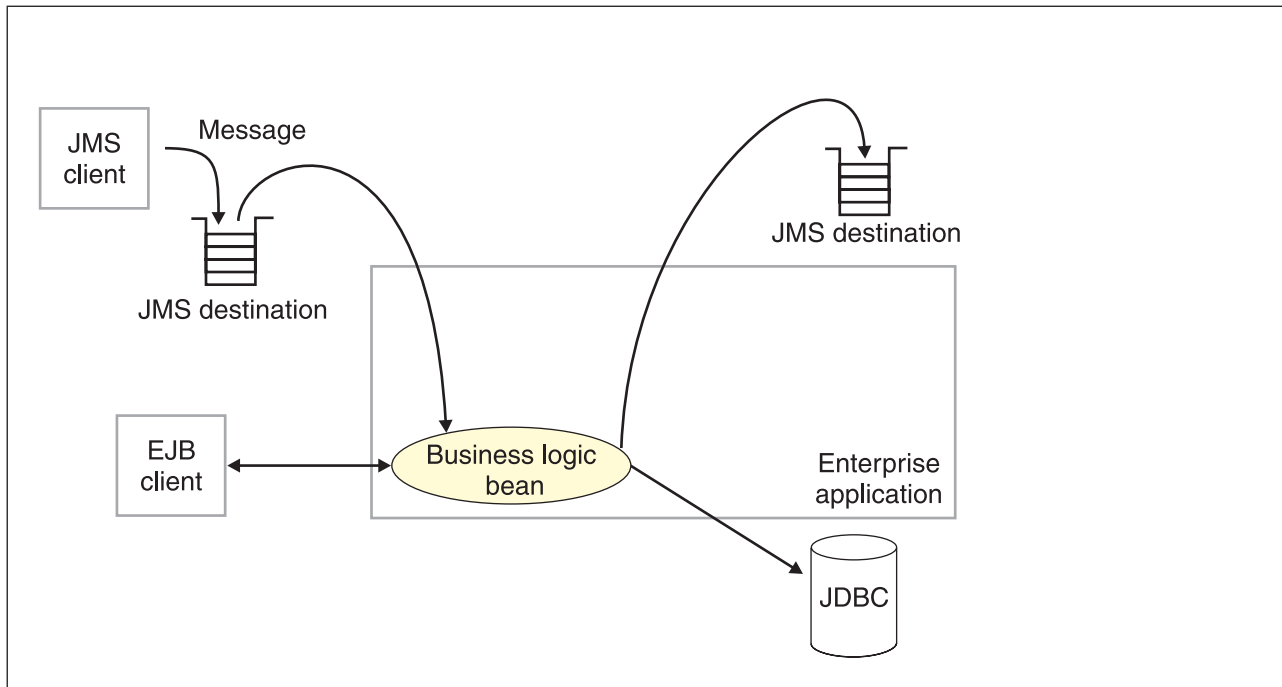 Message
JMS
client
JMS destination
JMS destination
EJB
client
Business logic
bean
Enterprise
application
JDBC